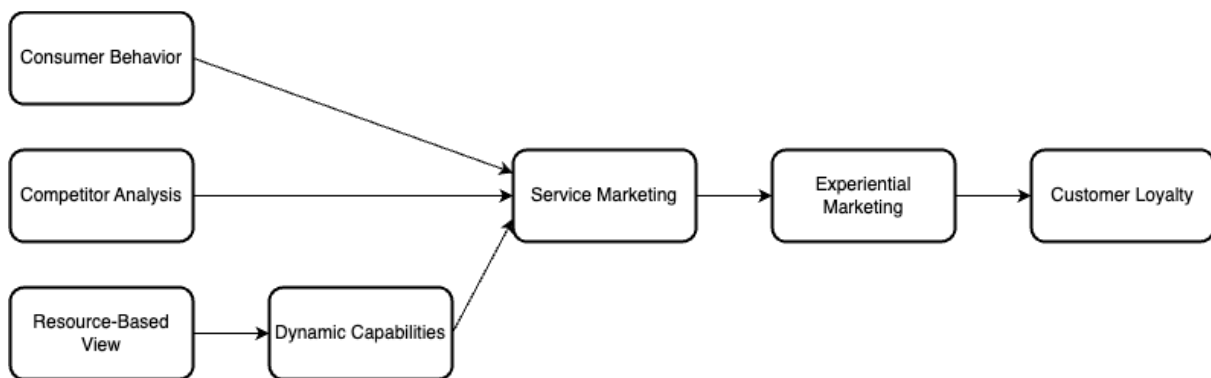 Consumer Behavior
Competitor Analysis
Service Marketing
Experiential
Marketing
Customer Loyalty
Resource-Based
View
Dynamic Capabilities